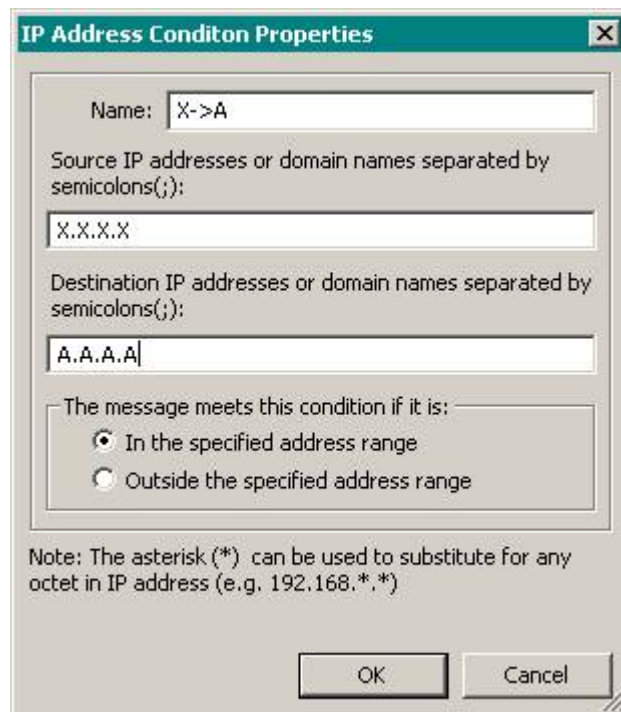 IP Address Conditon Properties
Name: X->A
Source IP addresses or domain names separated by
semicolons(;):
X.X.X.X
Destination IP addresses or domain names separated by
semicolons(;):
A.A.A.A
The message meets this condition if it is:
In the specified address range
Outside the specified address range
Note: The asterisk (*) can be used to substitute for any
octet in IP address (e.g. 192.168.*.*)
OK Cancel